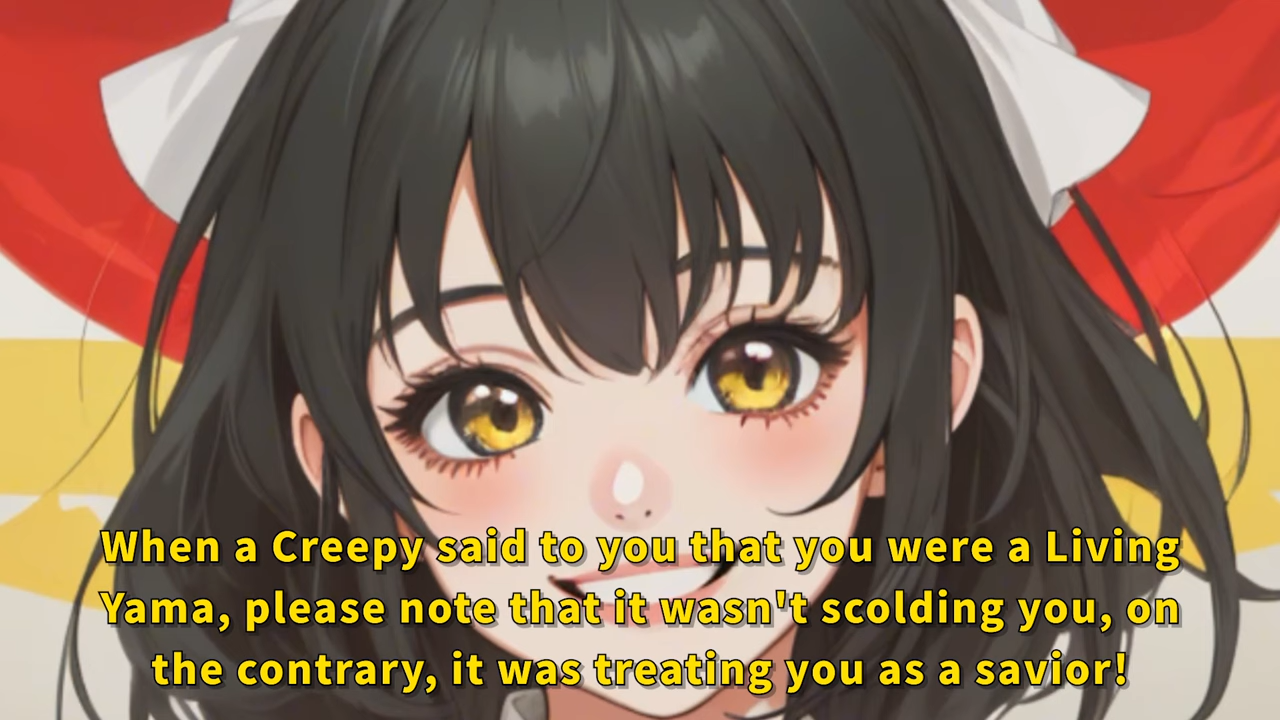 When a Creepy said to you that you were a Living
Yama, please note that it wasn't scolding you, on
the contrary, it was treating you as a savior!